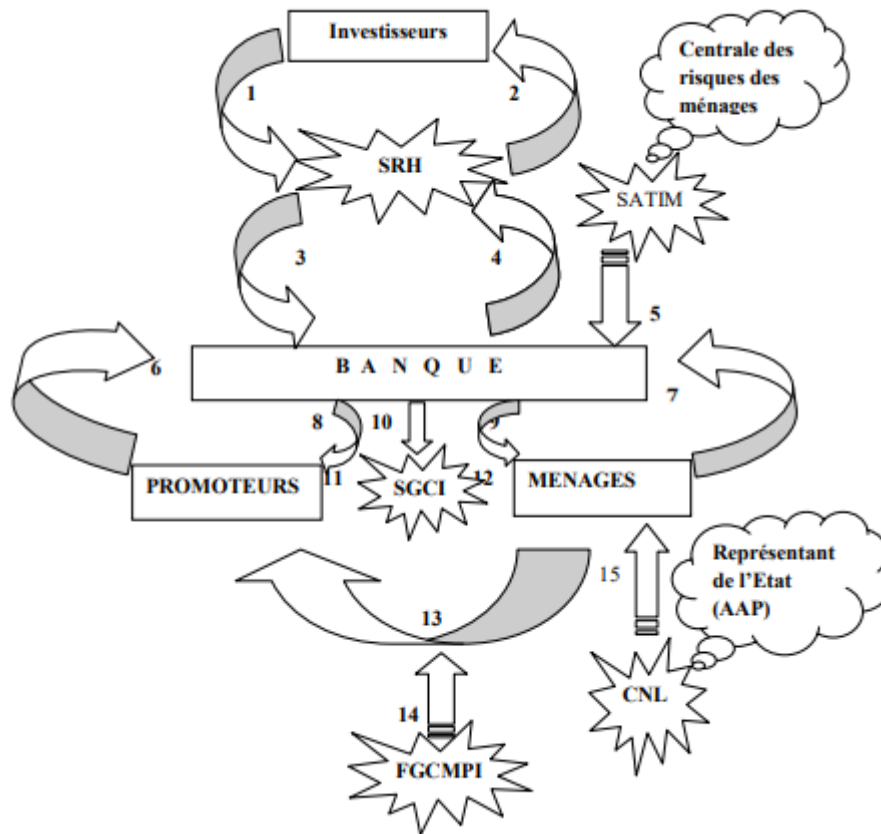 Investisseurs
Centrale des
risques des
ménages
1
2
SRH
SATIM
3
4
5
6
B A N Q U E
7
8
10
9
PROMOTEURS
11
SGCI
12
MENAGES
Représentant
de l'Etat
(AAP)
15
13
CNL
14
FGCMPI